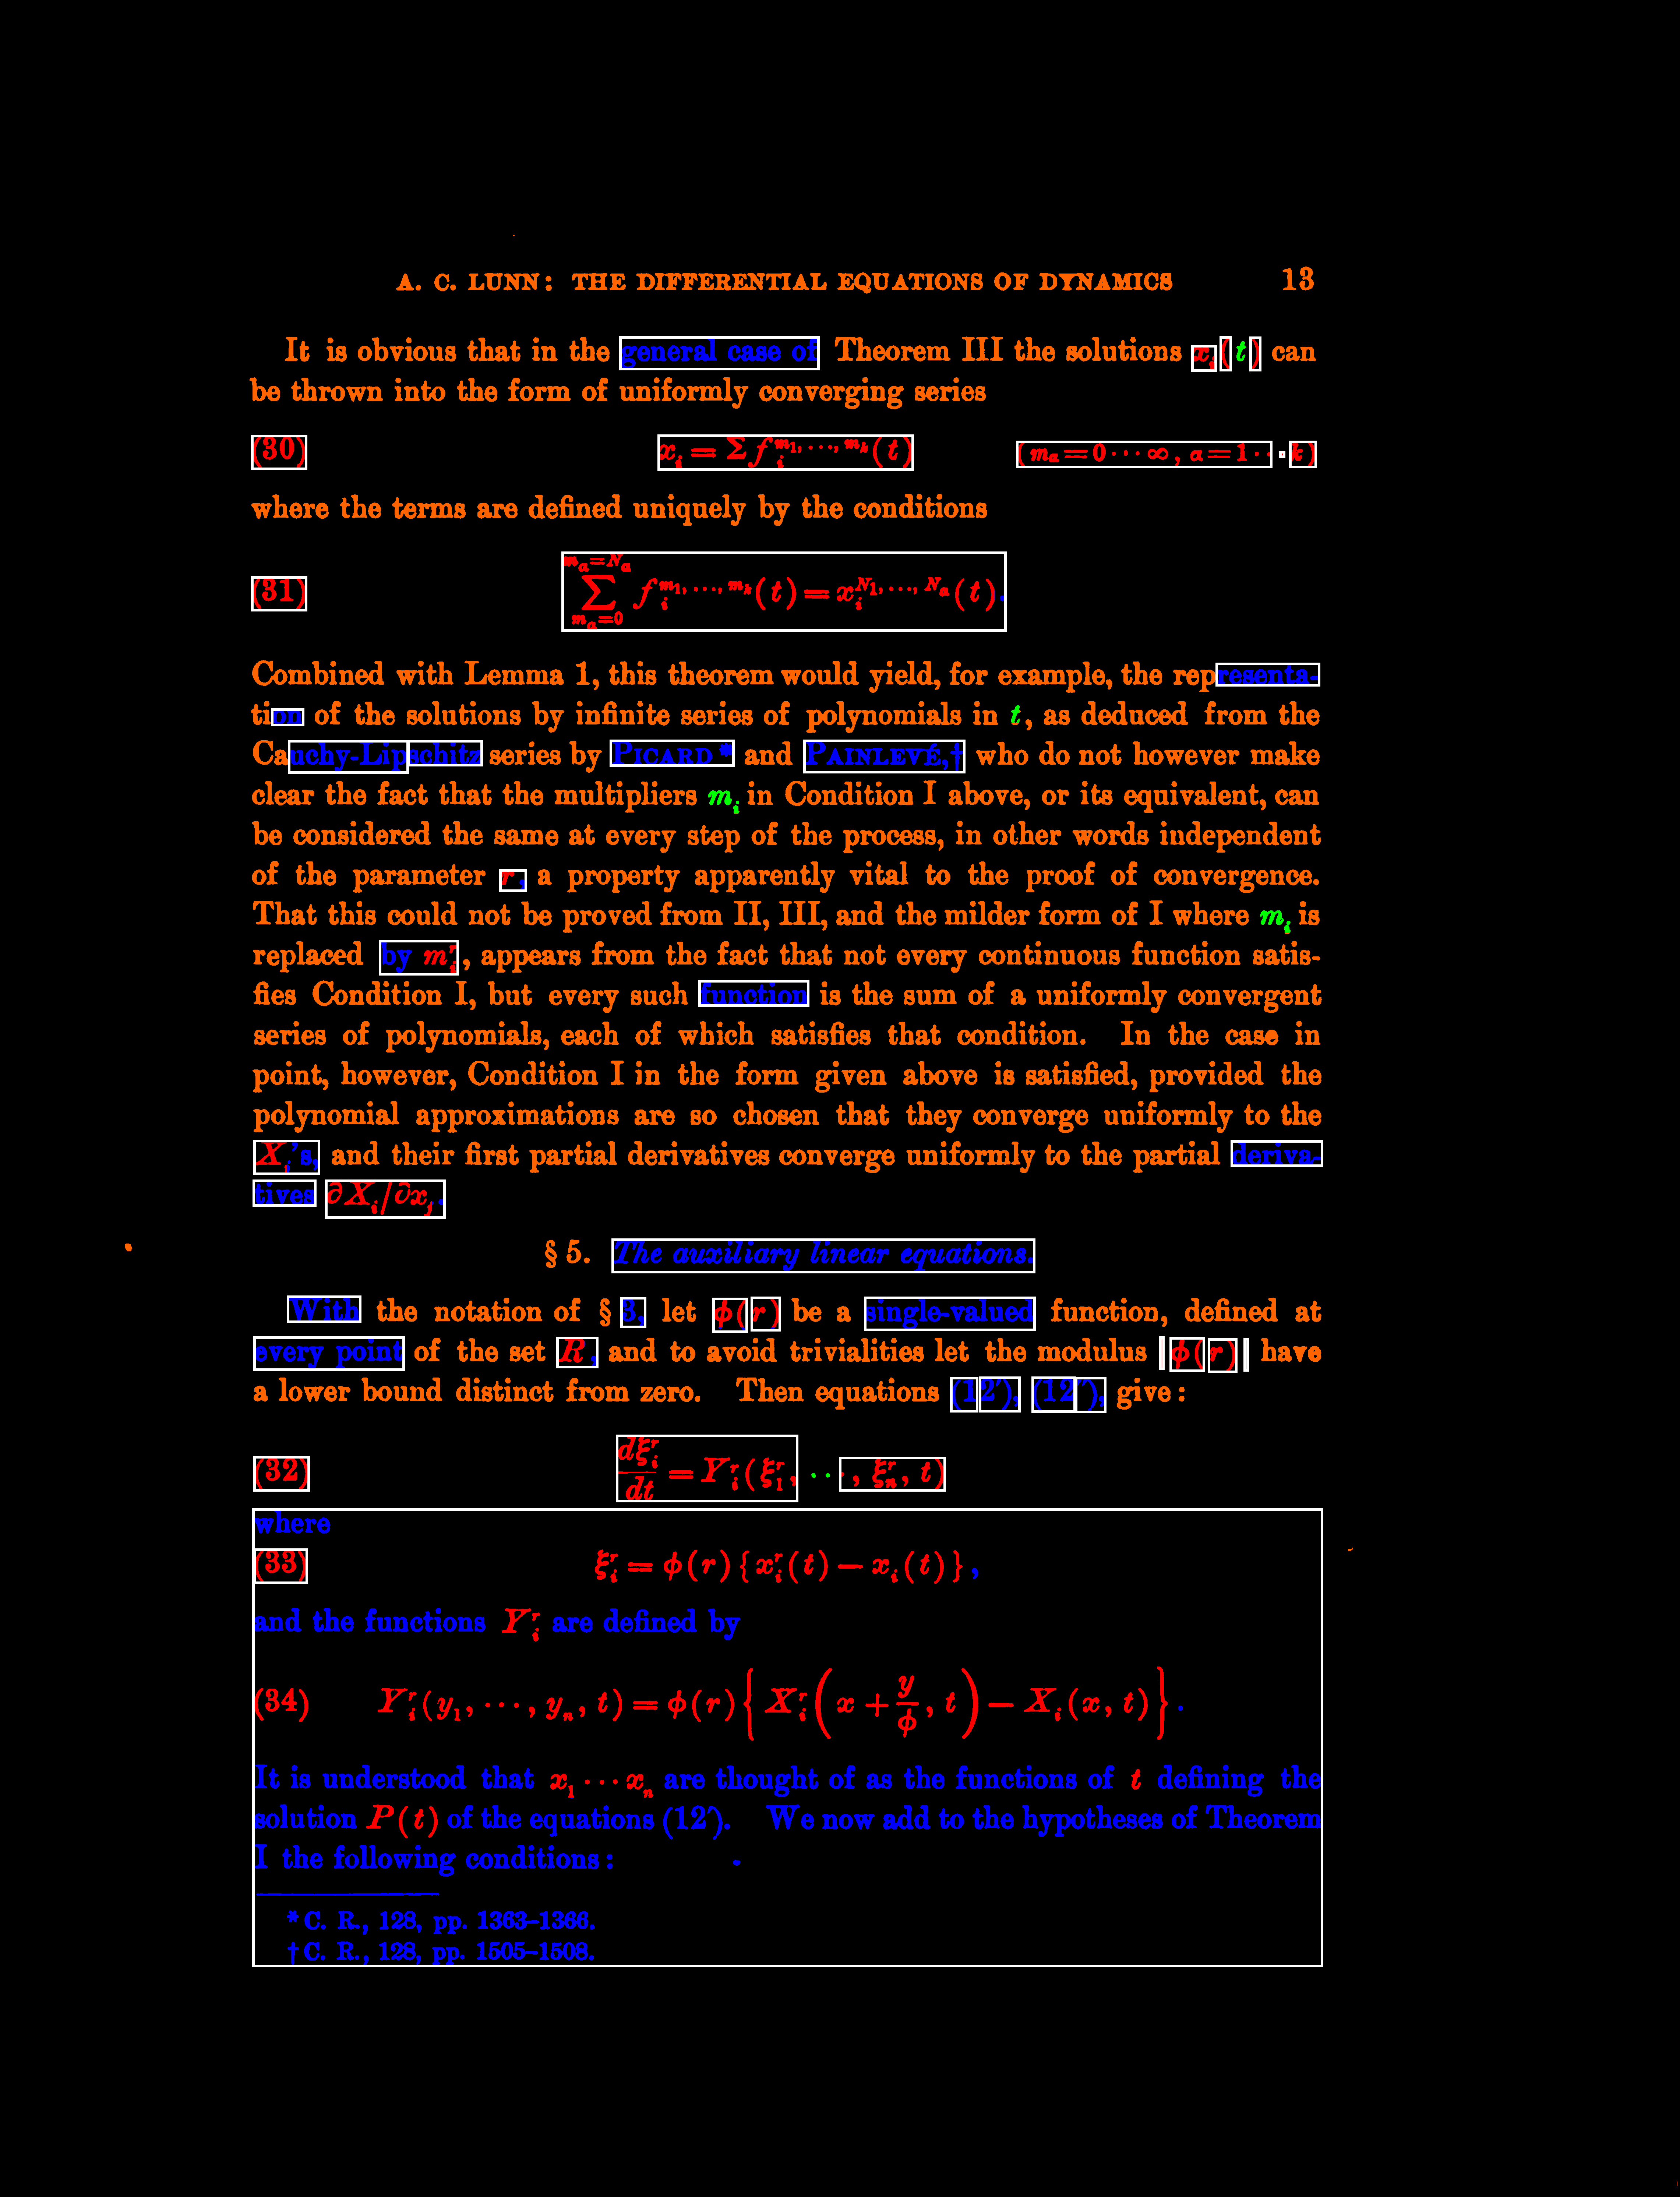 A. C. LUNN: THE DIFFERENTIAL EQUATIONS OF DYNAMICS 13
It is obvious that in the general case of Theorem III the solutions x_i(t) can
be thrown into the form of uniformly converging series
(30) x_i = Σ f_i^{m_1, ..., m_k}(t) (m_α = 0 ··· ∞, α = 1 ··· k)
where the terms are defined uniquely by the conditions
(31) Σ_{m_α=0}^{m_α=N_α} f_i^{m_1, ..., m_k}(t) = x_i^{N_1, ..., N_α}(t).
Combined with Lemma 1, this theorem would yield, for example, the representa-
tion of the solutions by infinite series of polynomials in t, as deduced from the
Cauchy-Lipschitz series by PICARD* and PAINLEVÉ,† who do not however make
clear the fact that the multipliers m_i in Condition I above, or its equivalent, can
be considered the same at every step of the process, in other words independent
of the parameter r, a property apparently vital to the proof of convergence.
That this could not be proved from II, III, and the milder form of I where m_i is
replaced by m_i^r, appears from the fact that not every continuous function satis-
fies Condition I, but every such function is the sum of a uniformly convergent
series of polynomials, each of which satisfies that condition. In the case in
point, however, Condition I in the form given above is satisfied, provided the
polynomial approximations are so chosen that they converge uniformly to the
X_i's, and their first partial derivatives converge uniformly to the partial deriva-
tives ∂X_i/∂x_j.
§ 5. The auxiliary linear equations.
With the notation of § 3, let φ(r) be a single-valued function, defined at
every point of the set R, and to avoid trivialities let the modulus |φ(r)| have
a lower bound distinct from zero. Then equations (12′), (12″), give:
(32) dξ_i^r/dt = Y_i^r(ξ_1^r, ···, ξ_n^r, t)
where
(33) ξ_i^r = φ(r){x_i^r(t) − x_i(t)},
and the functions Y_i^r are defined by
(34) Y_i^r(y_1, ···, y_n, t) = φ(r){X_i^r(x + y/φ, t) − X_i(x, t)}.
It is understood that x_1 ··· x_n are thought of as the functions of t defining the
solution P(t) of the equations (12′). We now add to the hypotheses of Theorem
I the following conditions:
* C. R., 128, pp. 1363–1366.
† C. R., 128, pp. 1505–1508.